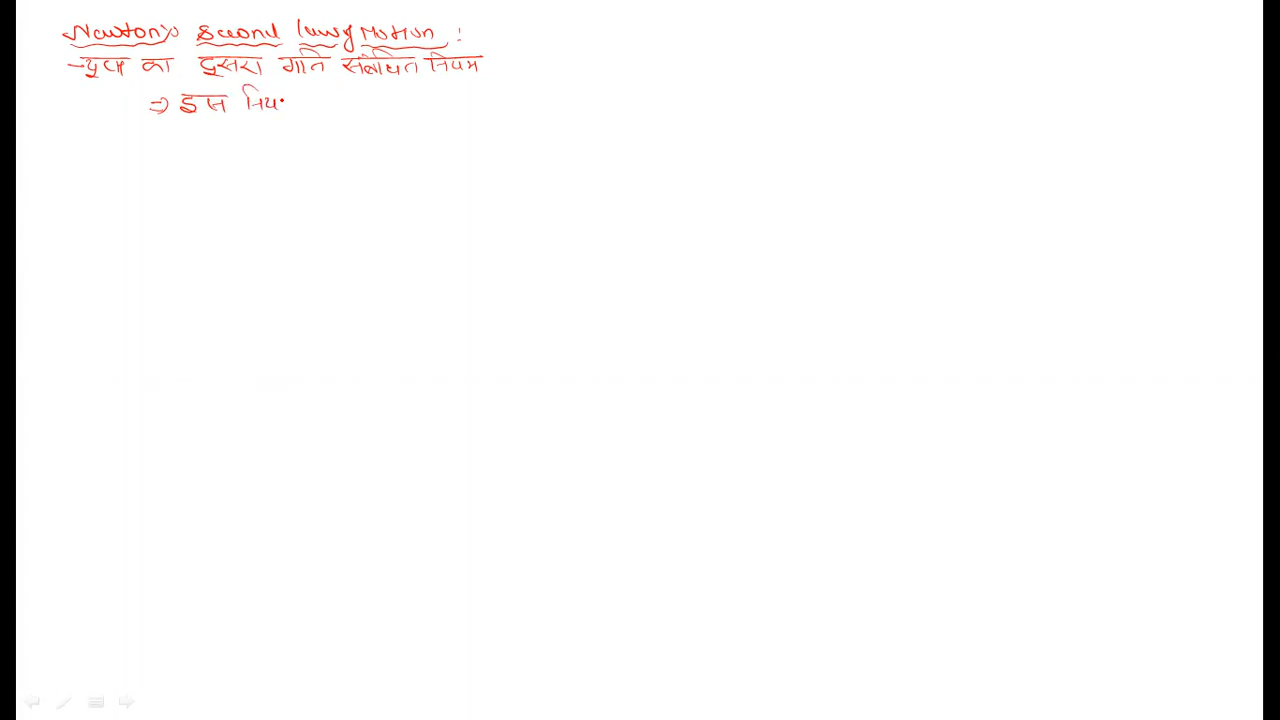 Newton's Second law of Motion :
न्यूटन का दुसरा गति संबंधित नियम
⇒ इस निय